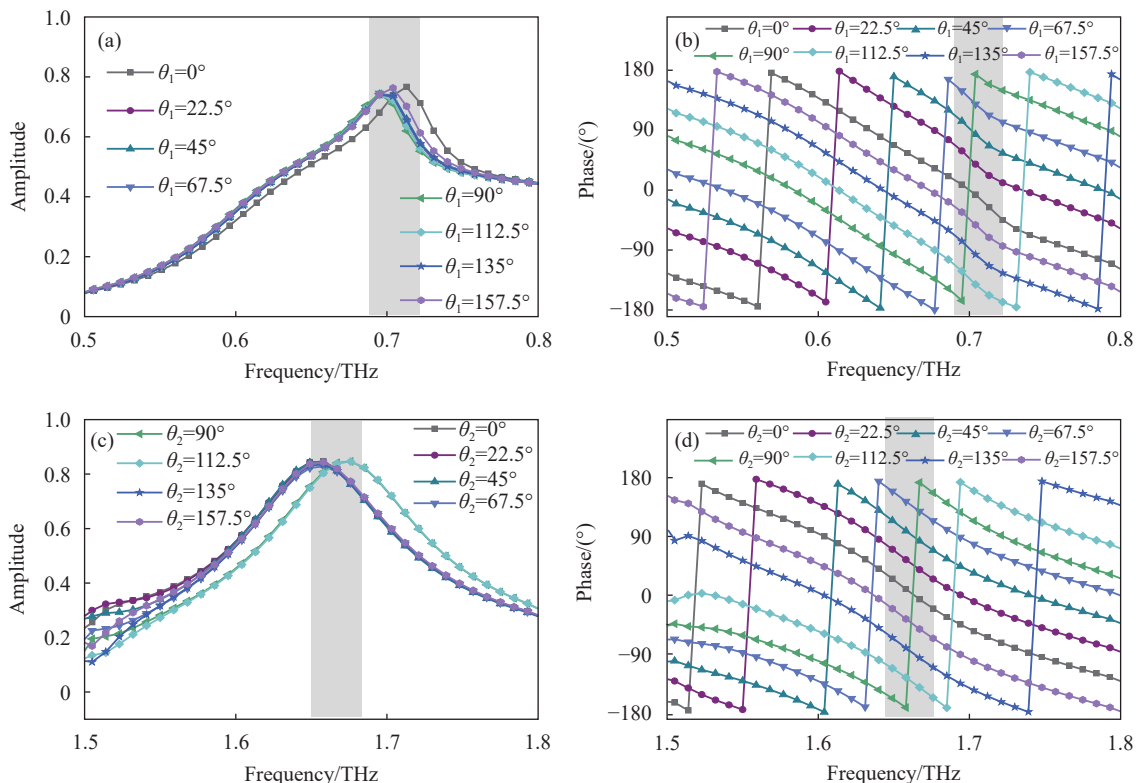 (a)
θ1=0°
θ1=22.5°
θ1=45°
θ1=67.5°
θ1=90°
θ1=112.5°
θ1=135°
θ1=157.5°
1.0
0.8
0.6
0.4
0.2
0
Amplitude
0.5 0.6 0.7 0.8
Frequency/THz
(b)
θ1=0° θ1=22.5° θ1=45° θ1=67.5°
θ1=90° θ1=112.5° θ1=135° θ1=157.5°
180
90
0
−90
−180
Phase/(°)
0.5 0.6 0.7 0.8
Frequency/THz
(c)
θ2=90°
θ2=112.5°
θ2=135°
θ2=157.5°
θ2=0°
θ2=22.5°
θ2=45°
θ2=67.5°
1.0
0.8
0.6
0.4
0.2
0
Amplitude
1.5 1.6 1.7 1.8
Frequency/THz
(d)
θ2=0° θ2=22.5° θ2=45° θ2=67.5°
θ2=90° θ2=112.5° θ2=135° θ2=157.5°
180
90
0
−90
−180
Phase/(°)
1.5 1.6 1.7 1.8
Frequency/THz